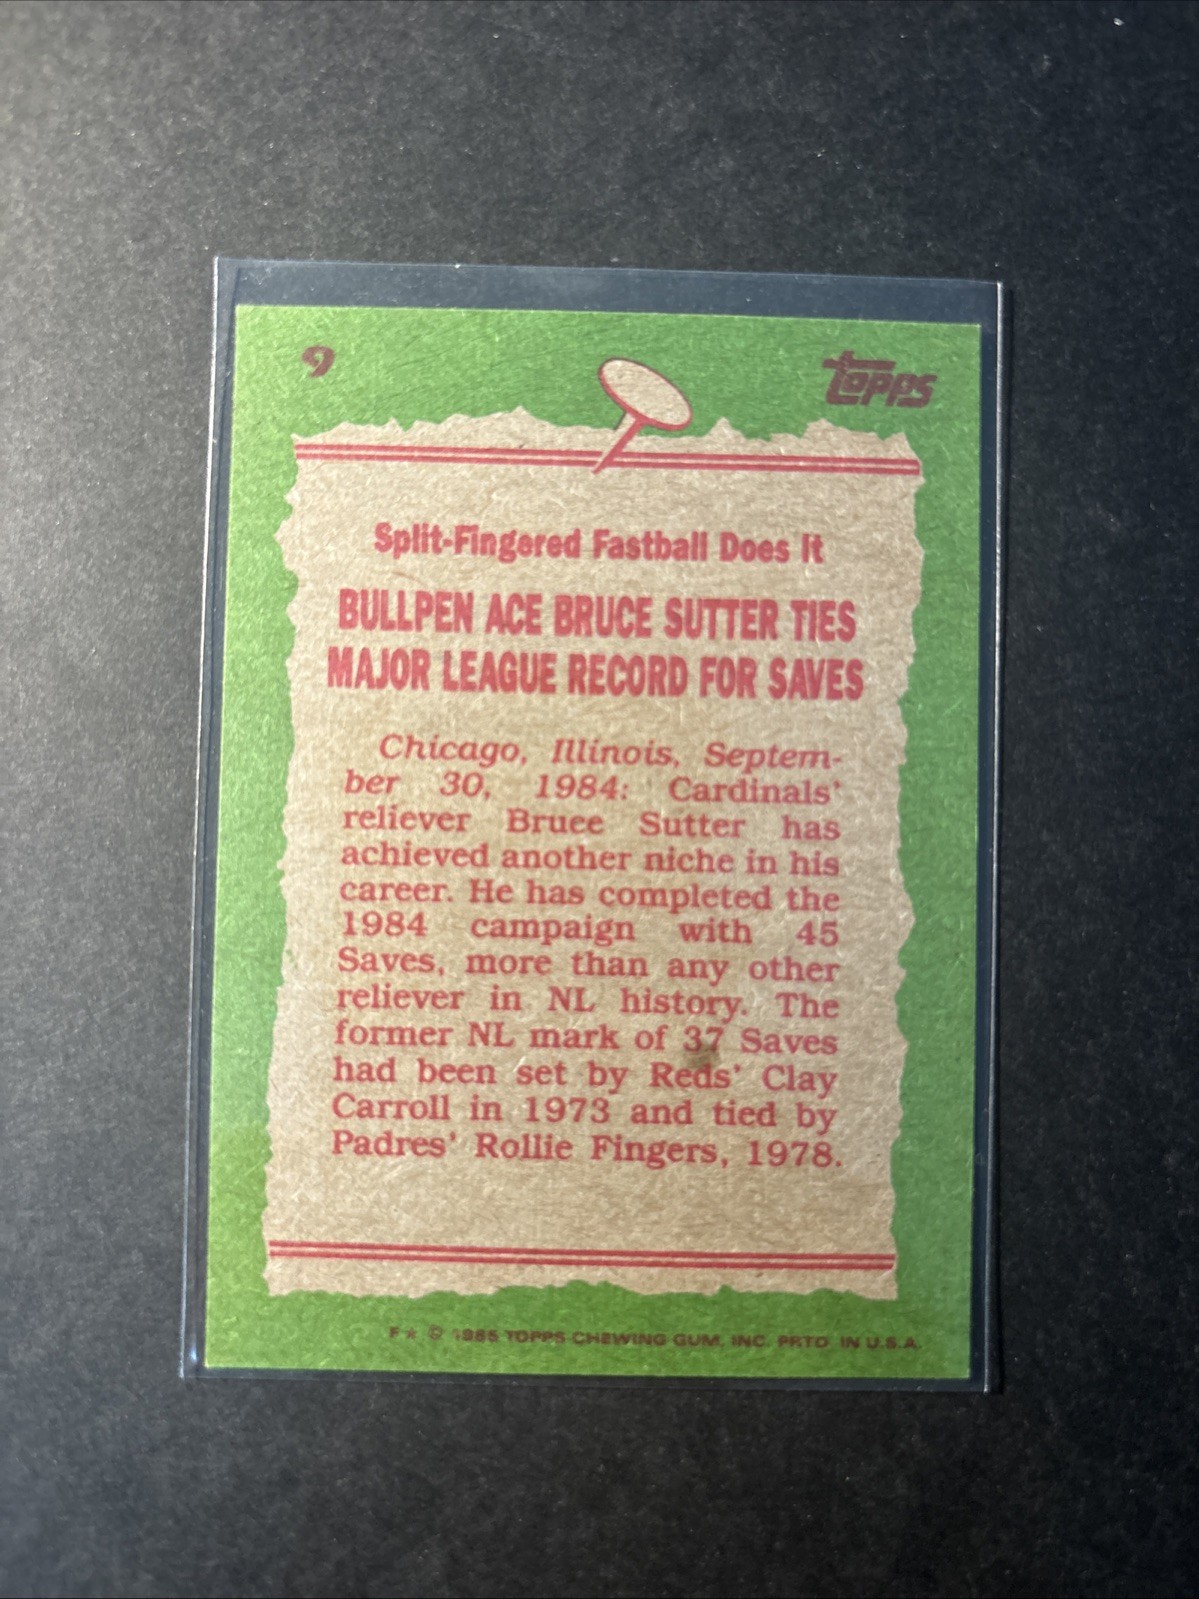 9
topps
Split-Fingered Fastball Does It
BULLPEN ACE BRUCE SUTTER TIES
MAJOR LEAGUE RECORD FOR SAVES
Chicago, Illinois, Septem-
ber 30, 1984: Cardinals'
reliever Bruce Sutter has
achieved another niche in his
career. He has completed the
1984 campaign with 45
Saves, more than any other
reliever in NL history. The
former NL mark of 37 Saves
had been set by Reds' Clay
Carroll in 1973 and tied by
Padres' Rollie Fingers, 1978.
F★ © 1985 TOPPS CHEWING GUM, INC. PRTD. IN U.S.A.